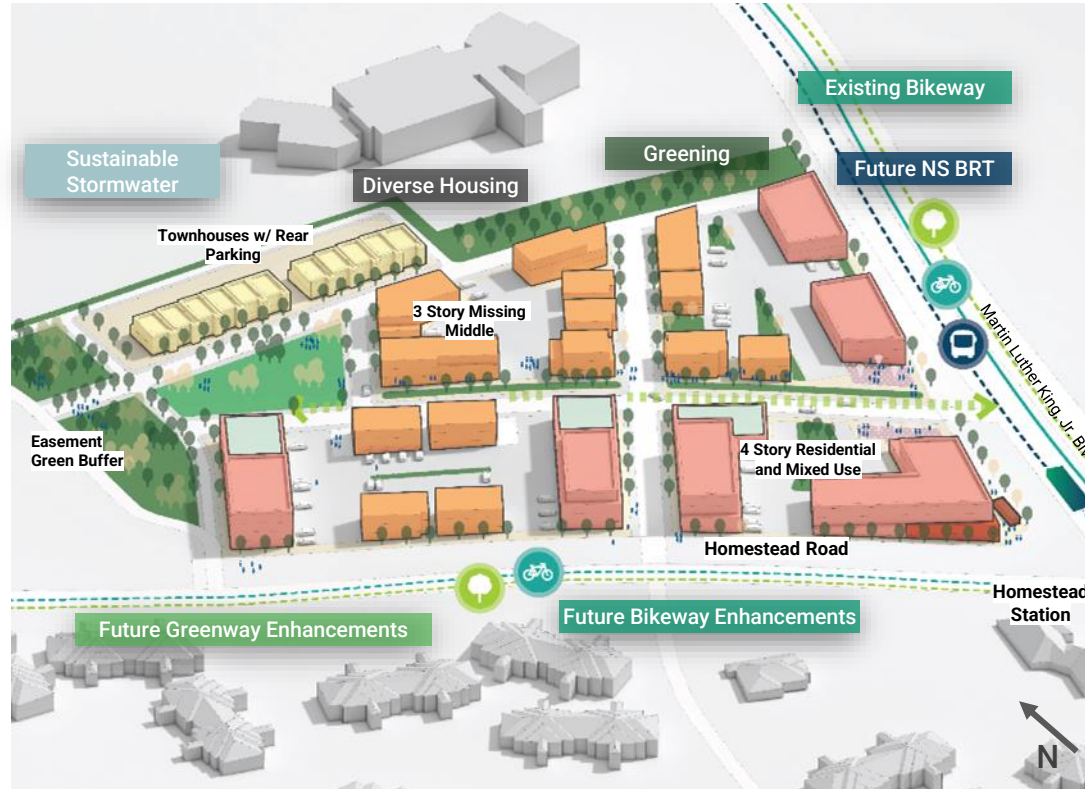 Existing Bikeway
Sustainable
Stormwater
Greening
Future NS BRT
Diverse Housing
Townhouses w/ Rear
Parking
3 Story Missing
Middle
Martin Luther King, Jr. Blv
Easement
Green Buffer
4 Story Residential
and Mixed Use
Homestead Road
Homestead
Station
Future Greenway Enhancements
Future Bikeway Enhancements
N